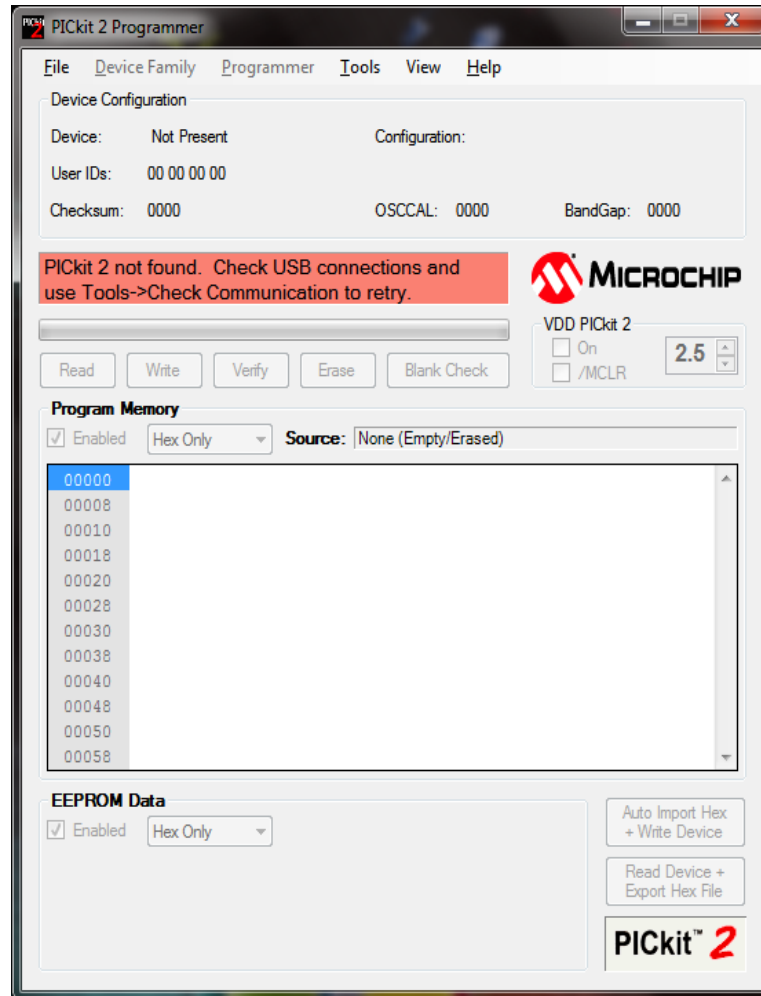 PICkit 2 Programmer
File Device Family Programmer Tools View Help
Device Configuration
Device: Not Present Configuration:
User IDs: 00 00 00 00
Checksum: 0000 OSCCAL: 0000 BandGap: 0000
PICkit 2 not found. Check USB connections and
use Tools->Check Communication to retry.
MICROCHIP
VDD PICkit 2
On
/MCLR
2.5
Read Write Verify Erase Blank Check
Program Memory
Enabled Hex Only Source: None (Empty/Erased)
00000
00008
00010
00018
00020
00028
00030
00038
00040
00048
00050
00058
EEPROM Data
Enabled Hex Only
Auto Import Hex
+ Write Device
Read Device +
Export Hex File
PICkit™ 2